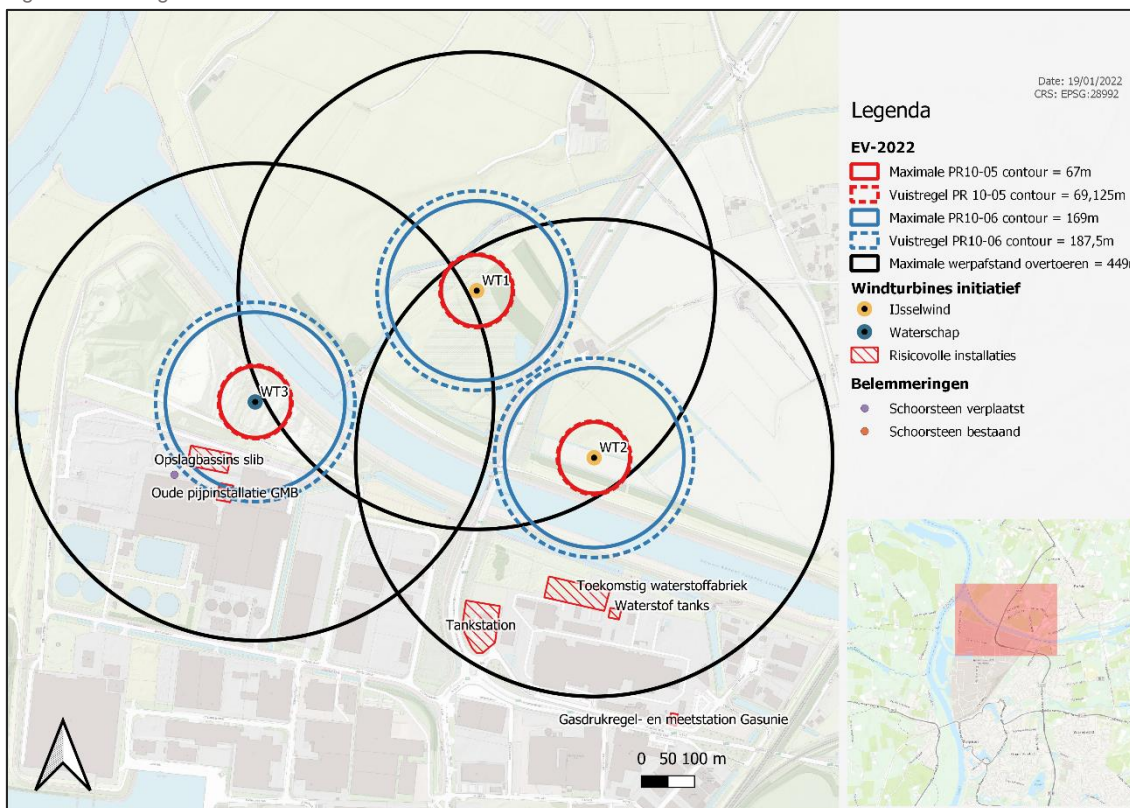 Date: 19/01/2022
CRS: EPSG:28992
Legenda
EV-2022
Maximale PR10-05 contour = 67m
Vuistregel PR 10-05 contour = 69,125m
Maximale PR10-06 contour = 169m
Vuistregel PR10-06 contour = 187,5m
Maximale werpafstand overtoeren = 449m
Windturbines initiatief
IJsselwind
Waterschap
Risicovolle installaties
Belemmeringen
Schoorsteen verplaatst
Schoorsteen bestaand
WT1
WT3
WT2
Opslagbassins slib
Oude pijpinstallatie GMB
Toekomstig waterstoffabriek
Waterstof tanks
Tankstation
Gasdrukregel- en meetstation Gasunie
0 50 100 m